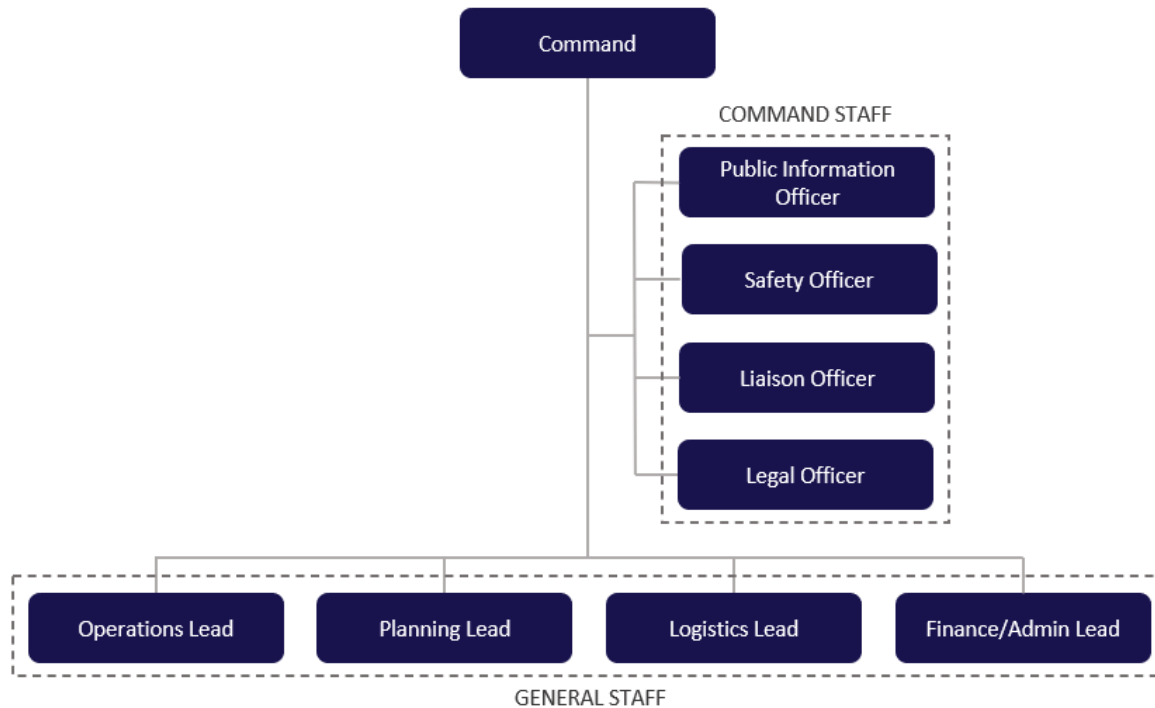 Command
COMMAND STAFF
Public Information
Officer
Safety Officer
Liaison Officer
Legal Officer
Operations Lead
Planning Lead
Logistics Lead
Finance/Admin Lead
GENERAL STAFF